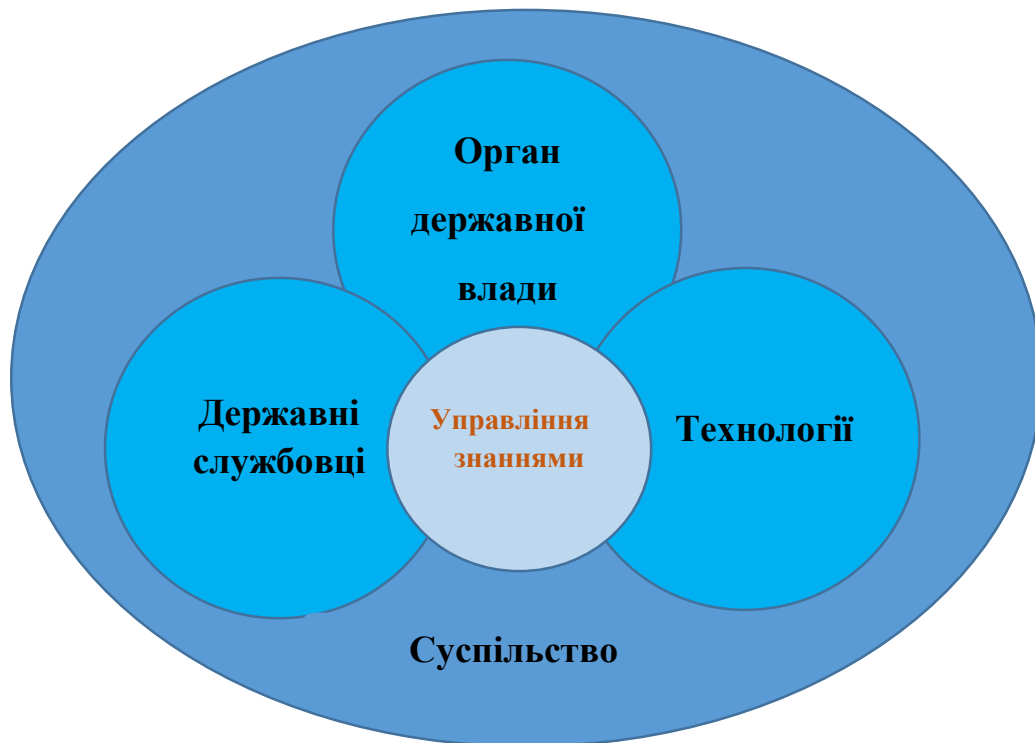 Орган
державної
влади
Державні
службовці
Управління
знаннями
Технології
Суспільство